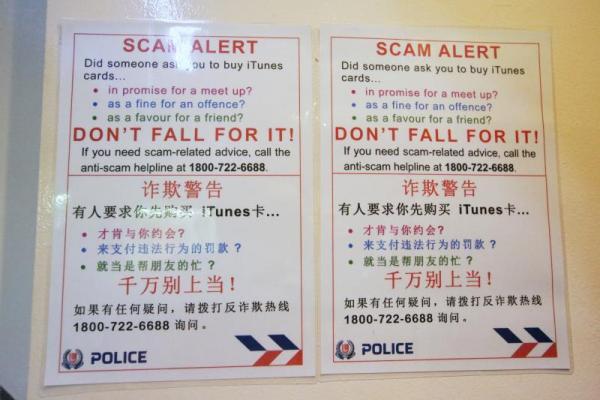 SCAM ALERT
Did someone ask you to buy iTunes
cards...
• in promise for a meet up?
• as a fine for an offence?
• as a favour for a friend?
DON'T FALL FOR IT!
If you need scam-related advice, call the
anti-scam helpline at 1800-722-6688.
诈欺警告
有人要求你先购买 iTunes卡...
• 才肯与你约会?
• 来支付违法行为的罚款 ?
• 就当是帮朋友的忙 ?
千万别上当!
如果有任何疑问，请拨打反诈欺热线
1800-722-6688 询问。
POLICE
SCAM ALERT
Did someone ask you to buy iTunes
cards...
• in promise for a meet up?
• as a fine for an offence?
• as a favour for a friend?
DON'T FALL FOR IT!
If you need scam-related advice, call the
anti-scam helpline at 1800-722-6688.
诈欺警告
有人要求你先购买 iTunes卡...
• 才肯与你约会?
• 来支付违法行为的罚款 ?
• 就当是帮朋友的忙 ?
千万别上当!
如果有任何疑问，请拨打反诈欺热线
1800-722-6688 询问。
POLICE